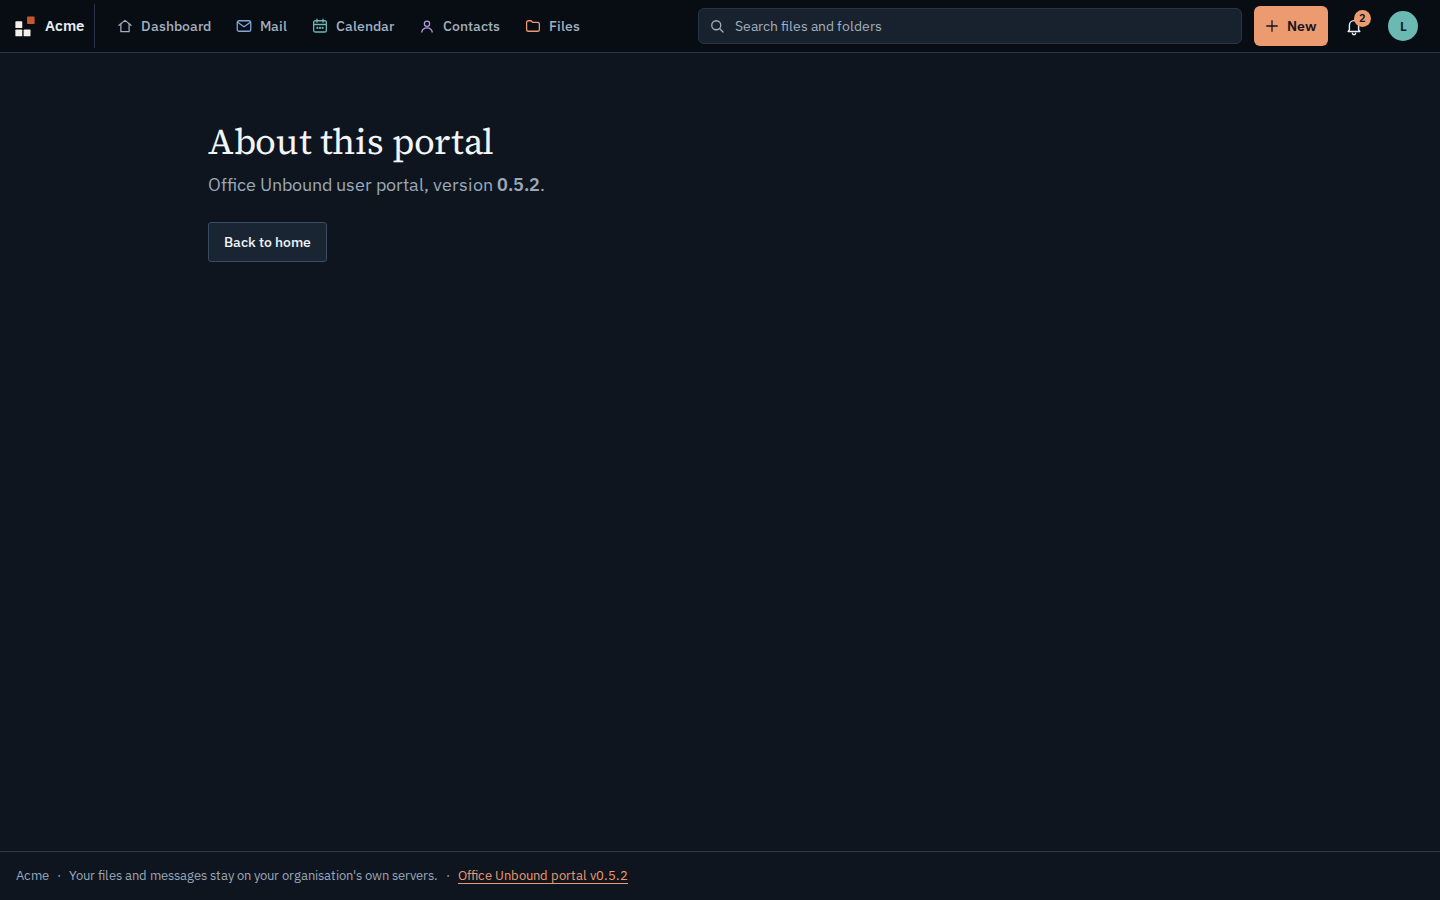 Acme
Dashboard
Mail
Calendar
Contacts
Files
Search files and folders
New
2
L
About this portal
Office Unbound user portal, version 0.5.2.
Back to home
Acme · Your files and messages stay on your organisation's own servers. · Office Unbound portal v0.5.2